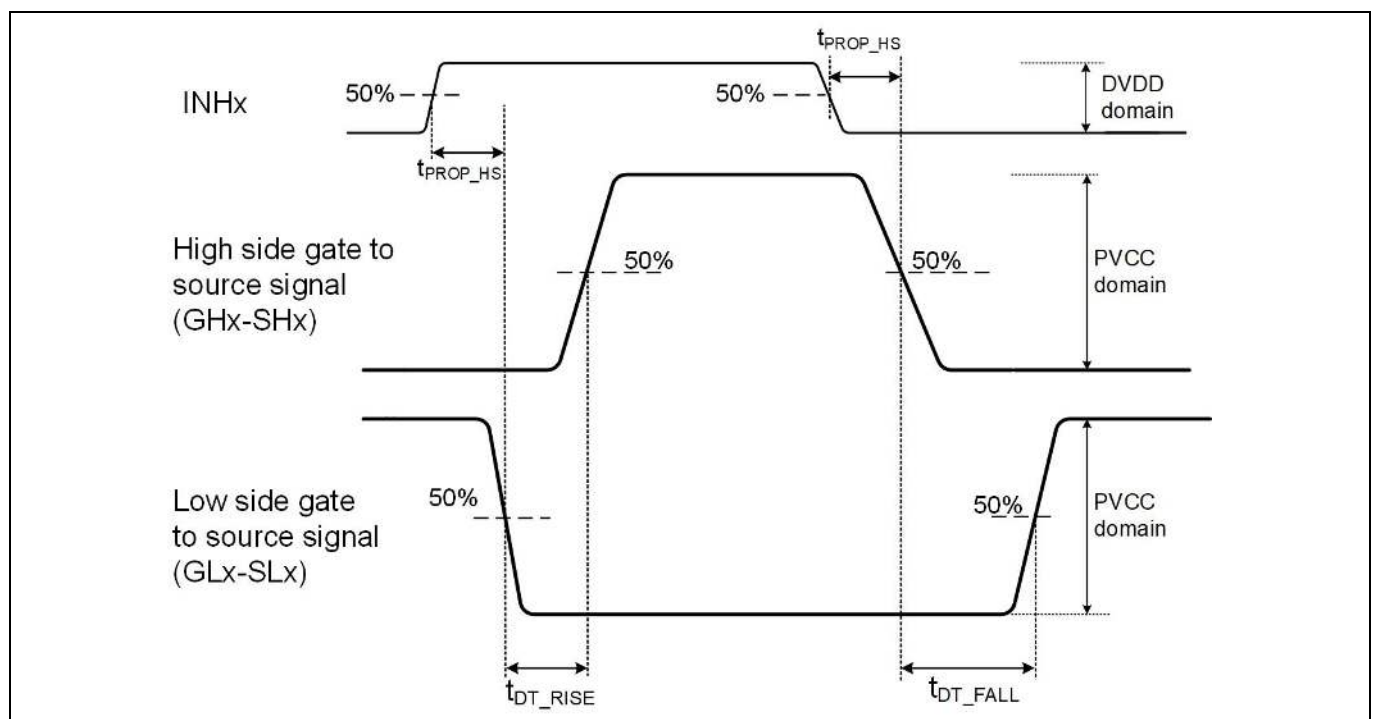 tPROP_HS
INHx
50%
50%
DVDD
domain
tPROP_HS
High side gate to
source signal
(GHx-SHx)
50%
50%
PVCC
domain
Low side gate
to source signal
(GLx-SLx)
50%
50%
PVCC
domain
tDT_RISE
tDT_FALL